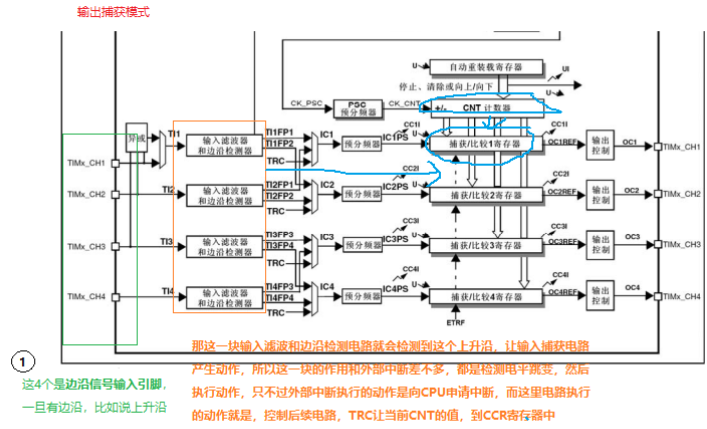 输出捕获模式
自动重装载寄存器
U
UI
停止、清除或向上/向下
U
CK_PSC
PSC
预分频器
CK_CNT
+/-
CNT 计数器
异或
TI1
输入滤波器
和边沿检测器
TI1FP1
TI1FP2
TRC
IC1
预分频器
IC1PS
CC1I
U
捕获/比较1寄存器
CC1I
OC1REF
输出
控制
OC1
TIMx_CH1
TIMx_CH1
TIMx_CH2
TI2
输入滤波器
和边沿检测器
TI2FP1
TI2FP2
TRC
IC2
预分频器
IC2PS
CC2I
U
捕获/比较2寄存器
CC2I
OC2REF
输出
控制
OC2
TIMx_CH2
TIMx_CH3
TI3
输入滤波器
和边沿检测器
TI3FP3
TI3FP4
TRC
IC3
预分频器
IC3PS
CC3I
U
捕获/比较3寄存器
CC3I
OC3REF
输出
控制
OC3
TIMx_CH3
TIMx_CH4
TI4
输入滤波器
和边沿检测器
TI4FP3
TI4FP4
TRC
IC4
预分频器
IC4PS
CC4I
U
捕获/比较4寄存器
CC4I
OC4REF
输出
控制
OC4
TIMx_CH4
ETRF
1
这4个是边沿信号输入引脚，
一旦有边沿，比如说上升沿
那这一块输入滤波和边沿检测电路就会检测到这个上升沿，让输入捕获电路
产生动作，所以这一块的作用和外部中断差不多，都是检测电平跳变，然后
执行动作，只不过外部中断执行的动作是向CPU申请中断，而这里电路执行
的动作就是，控制后续电路，TRC让当前CNT的值，到CCR寄存器中